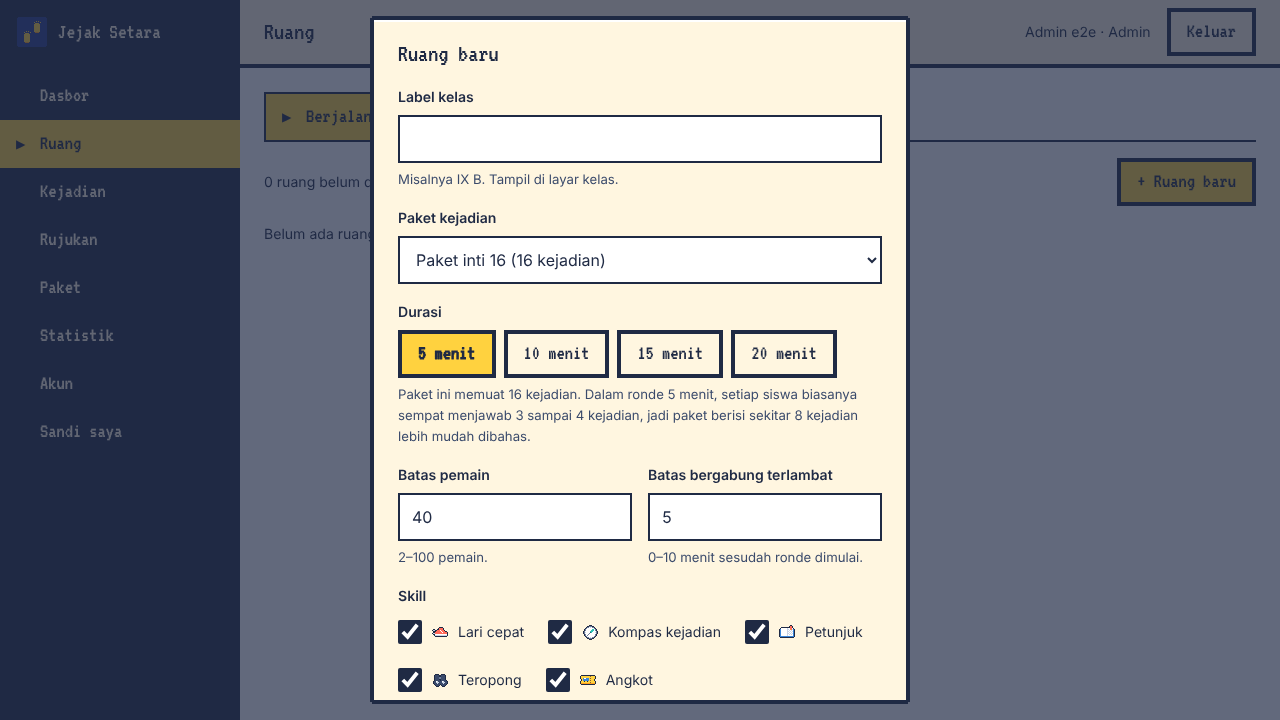 Jejak Setara
Dasbor
Ruang
Kejadian
Rujukan
Paket
Statistik
Akun
Sandi saya
Ruang
Admin e2e · Admin
Keluar
Berjalan
0 ruang belum
+ Ruang baru
Belum ada ruang
Ruang baru
Label kelas
Misalnya IX B. Tampil di layar kelas.
Paket kejadian
Paket inti 16 (16 kejadian)
Durasi
5 menit
10 menit
15 menit
20 menit
Paket ini memuat 16 kejadian. Dalam ronde 5 menit, setiap siswa biasanya
sempat menjawab 3 sampai 4 kejadian, jadi paket berisi sekitar 8 kejadian
lebih mudah dibahas.
Batas pemain
Batas bergabung terlambat
40
5
2–100 pemain.
0–10 menit sesudah ronde dimulai.
Skill
Lari cepat
Kompas kejadian
Petunjuk
Teropong
Angkot